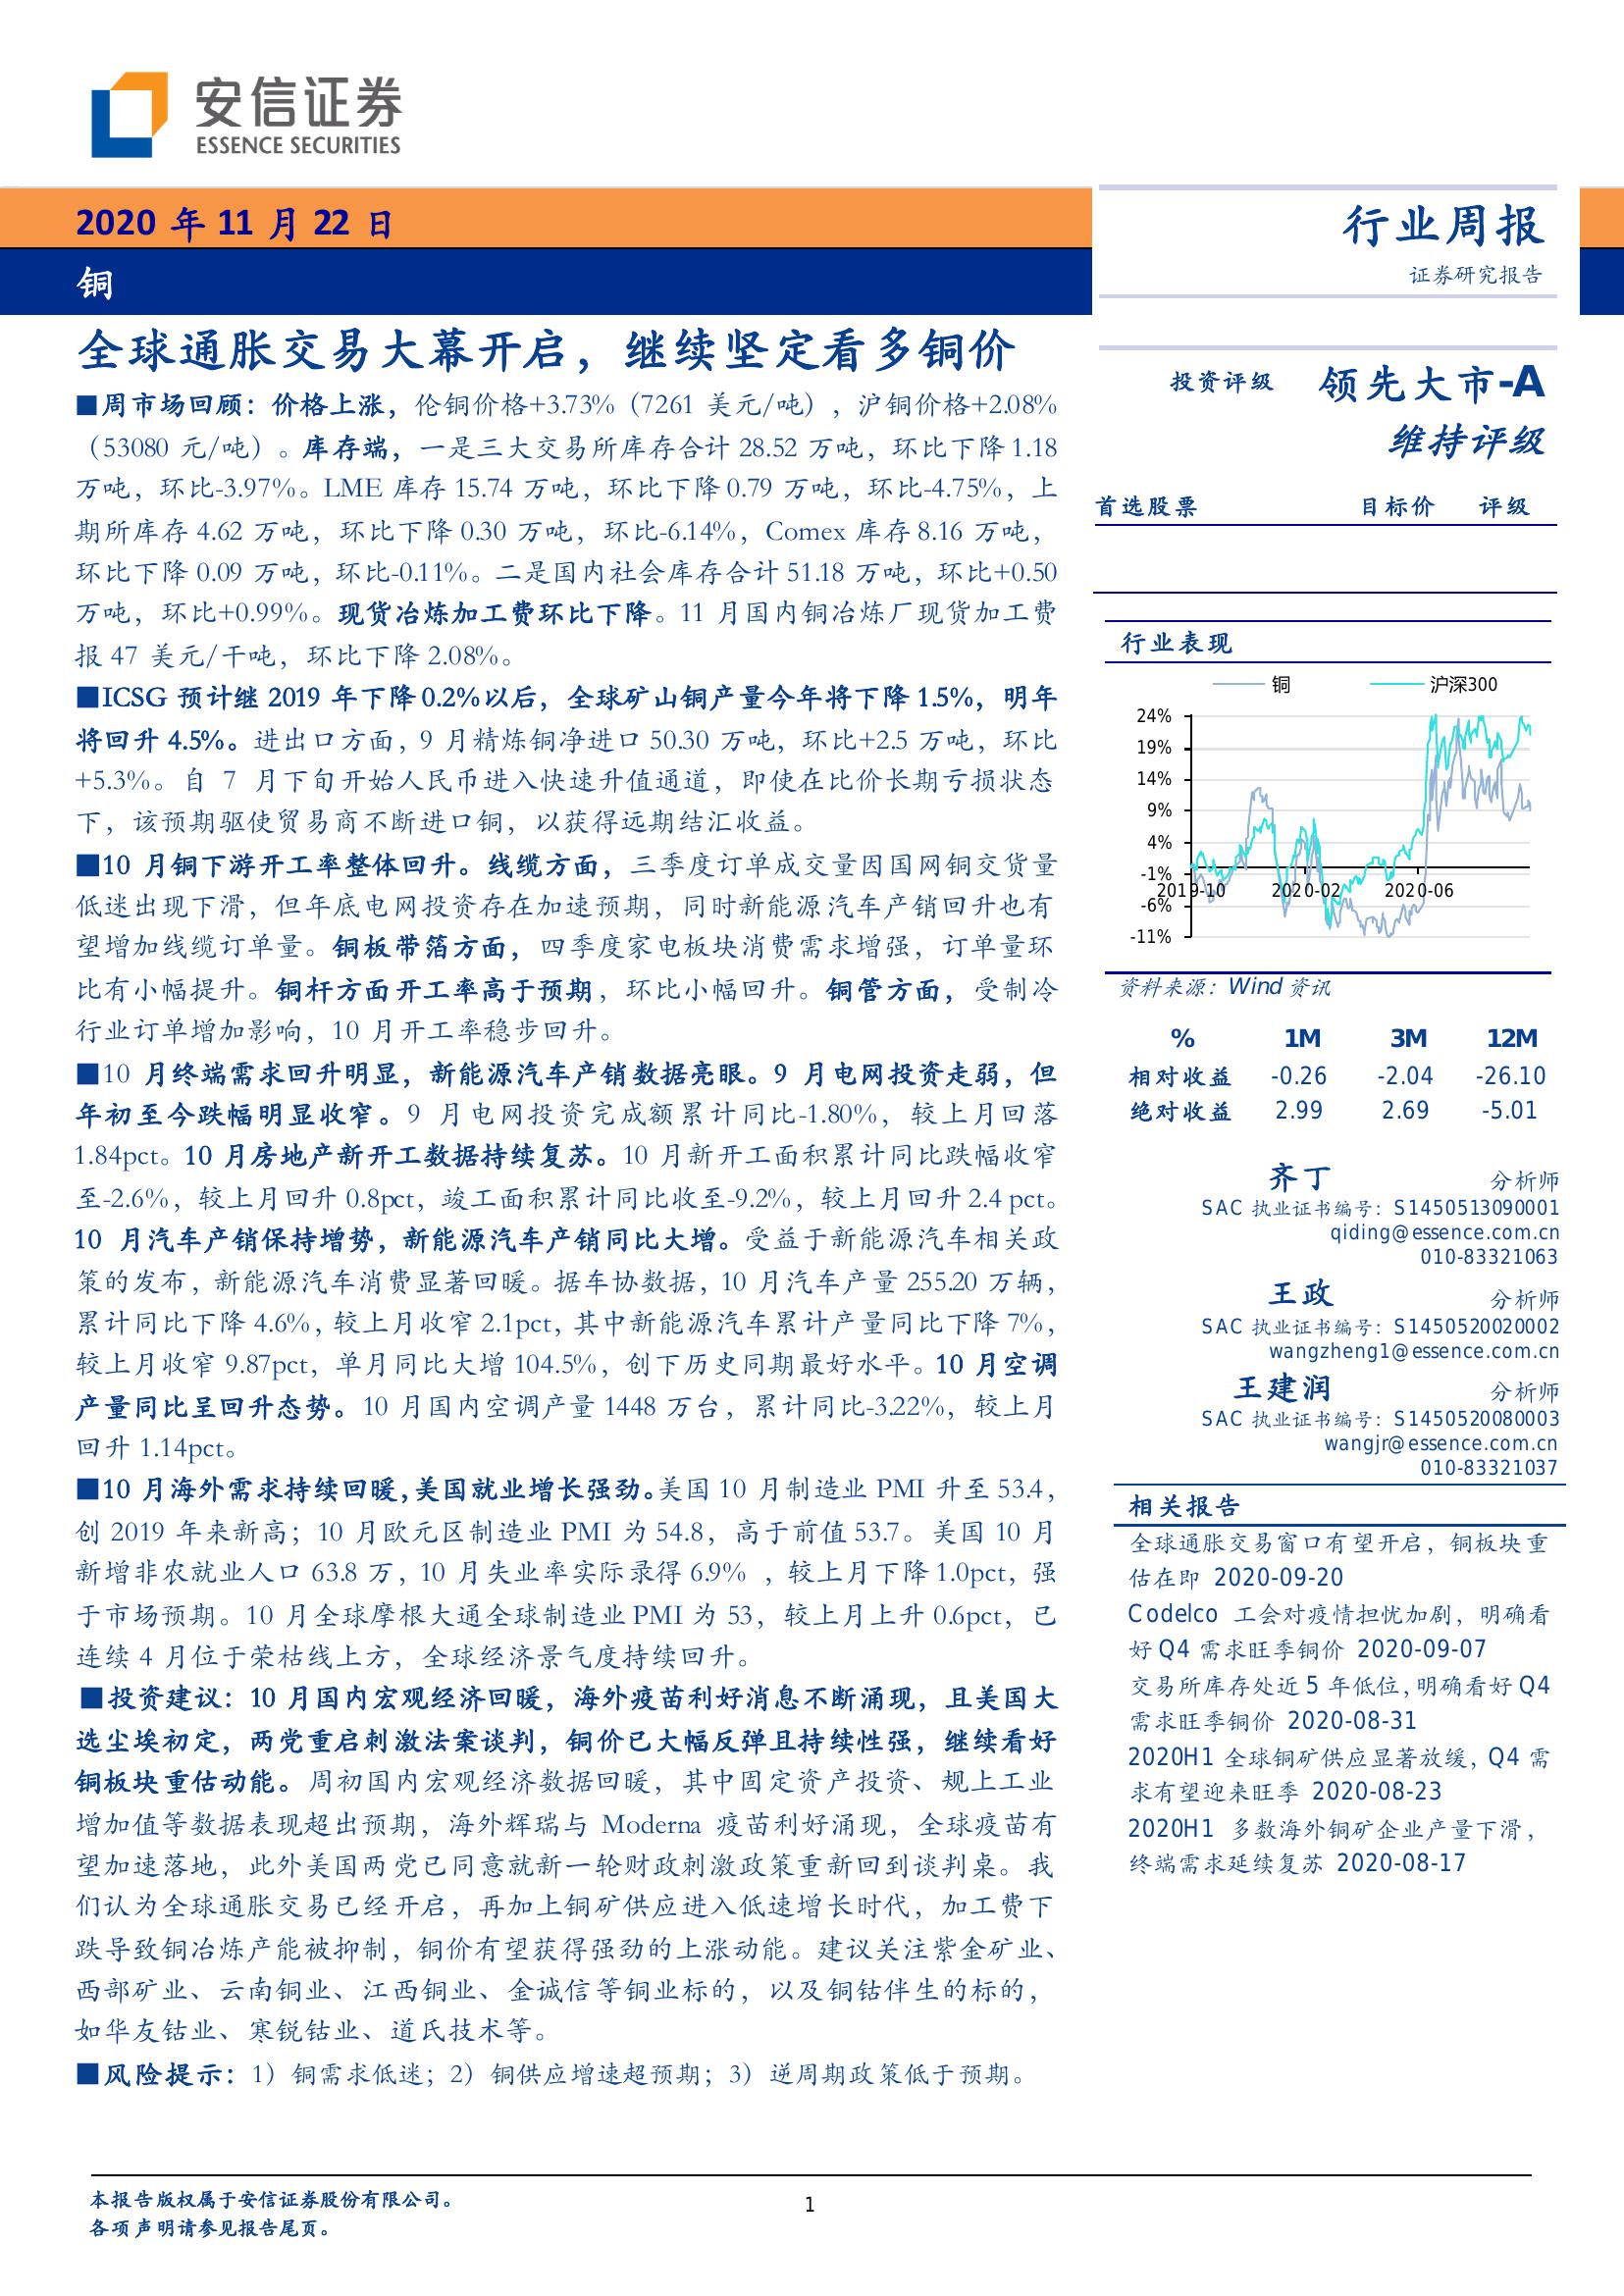 安信证券
ESSENCE SECURITIES
2020 年 11 月 22 日
铜
行业周报
证券研究报告
全球通胀交易大幕开启，继续坚定看多铜价
■周市场回顾：价格上涨，伦铜价格+3.73%（7261 美元/吨），沪铜价格+2.08%
（53080 元/吨）。库存端，一是三大交易所库存合计 28.52 万吨，环比下降 1.18
万吨，环比-3.97%。LME 库存 15.74 万吨，环比下降 0.79 万吨，环比-4.75%，上
期所库存 4.62 万吨，环比下降 0.30 万吨，环比-6.14%，Comex 库存 8.16 万吨，
环比下降 0.09 万吨，环比-0.11%。二是国内社会库存合计 51.18 万吨，环比+0.50
万吨，环比+0.99%。现货冶炼加工费环比下降。11 月国内铜冶炼厂现货加工费
报 47 美元/干吨，环比下降 2.08%。
■ICSG 预计继 2019 年下降 0.2%以后，全球矿山铜产量今年将下降 1.5%，明年
将回升 4.5%。进出口方面，9 月精炼铜净进口 50.30 万吨，环比+2.5 万吨，环比
+5.3%。自 7 月下旬开始人民币进入快速升值通道，即使在比价长期亏损状态
下，该预期驱使贸易商不断进口铜，以获得远期结汇收益。
■10 月铜下游开工率整体回升。线缆方面，三季度订单成交量因国网铜交货量
低迷出现下滑，但年底电网投资存在加速预期，同时新能源汽车产销回升也有
望增加线缆订单量。铜板带箔方面，四季度家电板块消费需求增强，订单量环
比有小幅提升。铜杆方面开工率高于预期，环比小幅回升。铜管方面，受制冷
行业订单增加影响，10 月开工率稳步回升。
■10 月终端需求回升明显，新能源汽车产销数据亮眼。9 月电网投资走弱，但
年初至今跌幅明显收窄。9 月电网投资完成额累计同比-1.80%，较上月回落
1.84pct。10 月房地产新开工数据持续复苏。10 月新开工面积累计同比跌幅收窄
至-2.6%，较上月回升 0.8pct，竣工面积累计同比收至-9.2%，较上月回升 2.4 pct。
10 月汽车产销保持增势，新能源汽车产销同比大增。受益于新能源汽车相关政
策的发布，新能源汽车消费显著回暖。据车协数据，10 月汽车产量 255.20 万辆，
累计同比下降 4.6%，较上月收窄 2.1pct，其中新能源汽车累计产量同比下降 7%，
较上月收窄 9.87pct，单月同比大增 104.5%，创下历史同期最好水平。10 月空调
产量同比呈回升态势。10 月国内空调产量 1448 万台，累计同比-3.22%，较上月
回升 1.14pct。
■10 月海外需求持续回暖，美国就业增长强劲。美国 10 月制造业 PMI 升至 53.4，
创 2019 年来新高；10 月欧元区制造业 PMI 为 54.8，高于前值 53.7。美国 10 月
新增非农就业人口 63.8 万，10 月失业率实际录得 6.9% ，较上月下降 1.0pct，强
于市场预期。10 月全球摩根大通全球制造业 PMI 为 53，较上月上升 0.6pct，已
连续 4 月位于荣枯线上方，全球经济景气度持续回升。
■投资建议：10 月国内宏观经济回暖，海外疫苗利好消息不断涌现，且美国大
选尘埃初定，两党重启刺激法案谈判，铜价已大幅反弹且持续性强，继续看好
铜板块重估动能。周初国内宏观经济数据回暖，其中固定资产投资、规上工业
增加值等数据表现超出预期，海外辉瑞与 Moderna 疫苗利好涌现，全球疫苗有
望加速落地，此外美国两党已同意就新一轮财政刺激政策重新回到谈判桌。我
们认为全球通胀交易已经开启，再加上铜矿供应进入低速增长时代，加工费下
跌导致铜冶炼产能被抑制，铜价有望获得强劲的上涨动能。建议关注紫金矿业、
西部矿业、云南铜业、江西铜业、金诚信等铜业标的，以及铜钴伴生的标的，
如华友钴业、寒锐钴业、道氏技术等。
■风险提示：1）铜需求低迷；2）铜供应增速超预期；3）逆周期政策低于预期。
投资评级 领先大市-A
维持评级
首选股票 目标价 评级
行业表现
铜 沪深300
24%
19%
14%
9%
4%
-1%
2019-10 2020-02 2020-06
-6%
-11%
资料来源：Wind 资讯
% 1M 3M 12M
相对收益 -0.26 -2.04 -26.10
绝对收益 2.99 2.69 -5.01
齐丁 分析师
SAC 执业证书编号：S1450513090001
qiding@essence.com.cn
010-83321063
王政 分析师
SAC 执业证书编号：S1450520020002
wangzheng1@essence.com.cn
王建润 分析师
SAC 执业证书编号：S1450520080003
wangjr@essence.com.cn
010-83321037
相关报告
全球通胀交易窗口有望开启，铜板块重
估在即 2020-09-20
Codelco 工会对疫情担忧加剧，明确看
好 Q4 需求旺季铜价 2020-09-07
交易所库存处近 5 年低位，明确看好 Q4
需求旺季铜价 2020-08-31
2020H1 全球铜矿供应显著放缓，Q4 需
求有望迎来旺季 2020-08-23
2020H1 多数海外铜矿企业产量下滑，
终端需求延续复苏 2020-08-17
本报告版权属于安信证券股份有限公司。
各项声明请参见报告尾页。
1